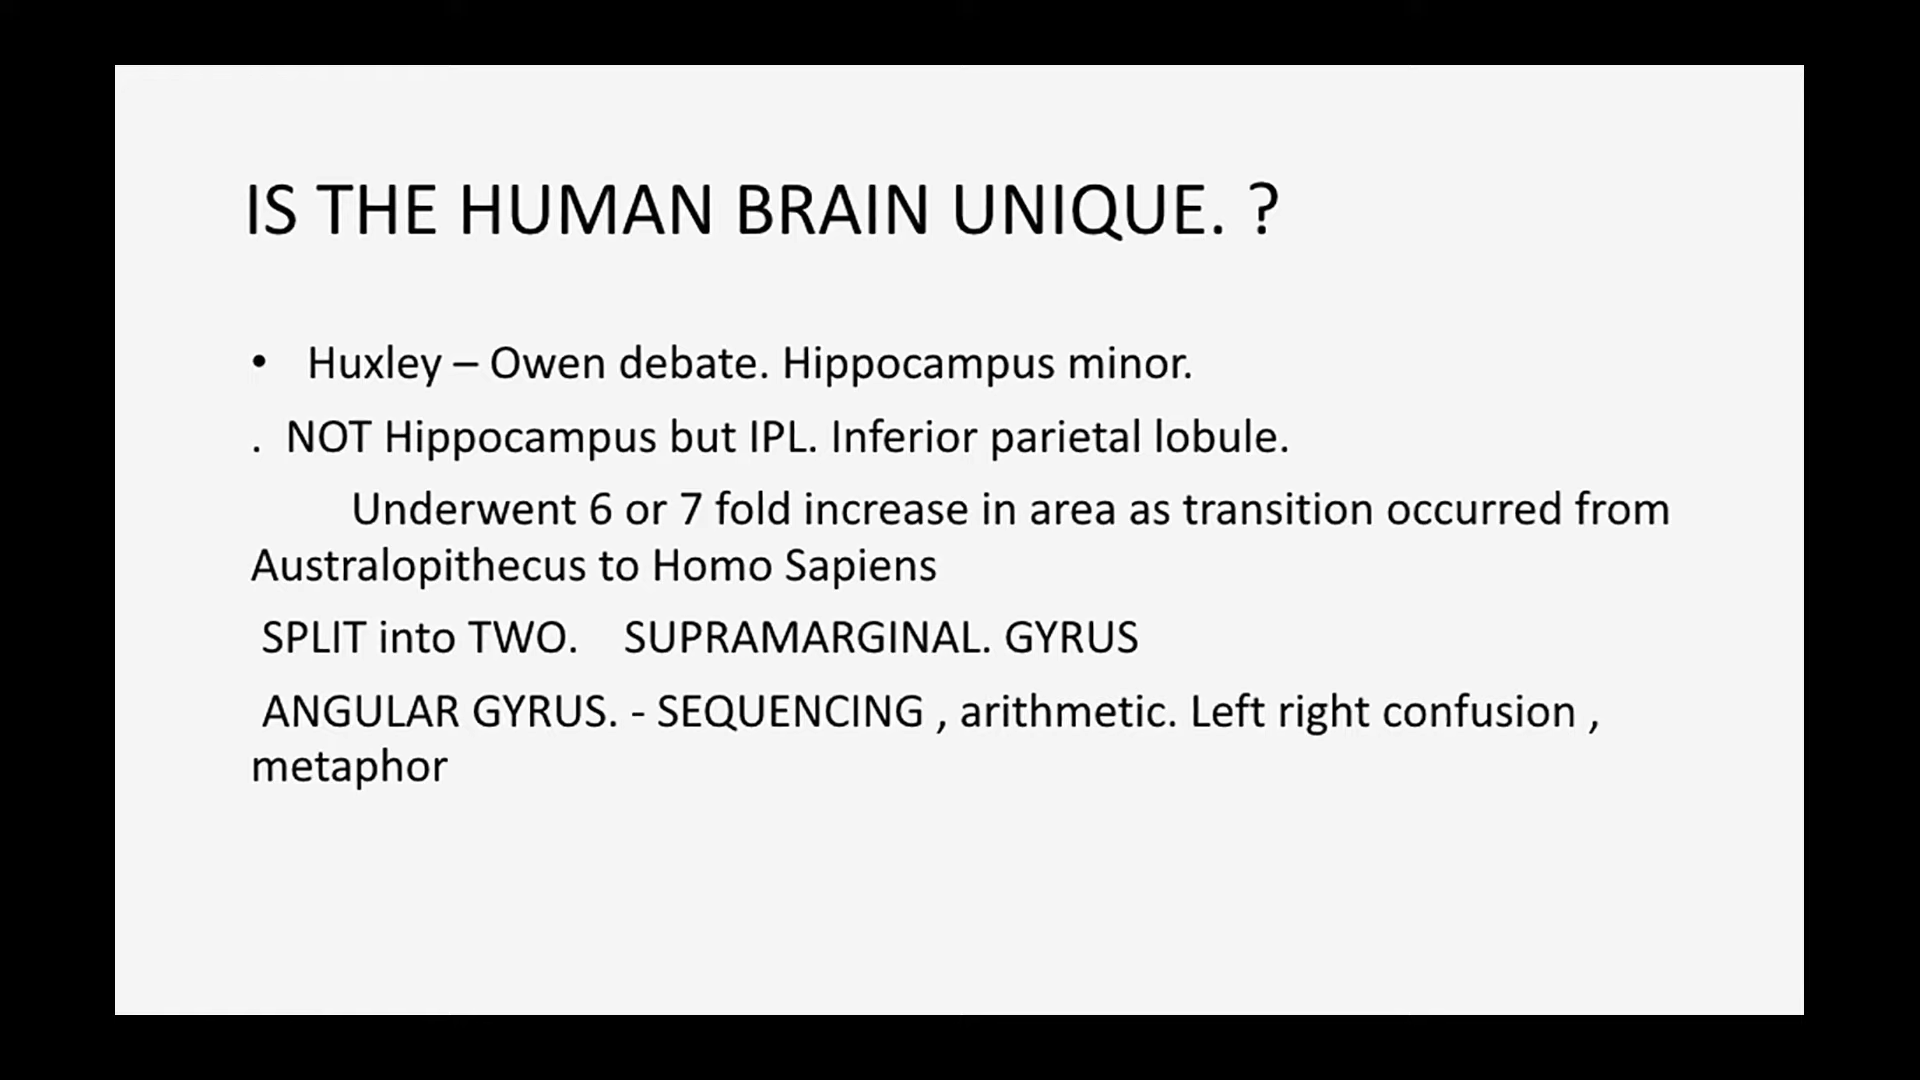 IS THE HUMAN BRAIN UNIQUE. ?
• Huxley – Owen debate. Hippocampus minor.
. NOT Hippocampus but IPL. Inferior parietal lobule.
Underwent 6 or 7 fold increase in area as transition occurred from
Australopithecus to Homo Sapiens
SPLIT into TWO. SUPRAMARGINAL. GYRUS
ANGULAR GYRUS. - SEQUENCING , arithmetic. Left right confusion ,
metaphor